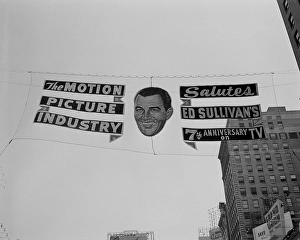 The MOTION
PICTURE
INDUSTRY
Salutes
ED SULLIVAN'S
7th ANNIVERSARY
on TV